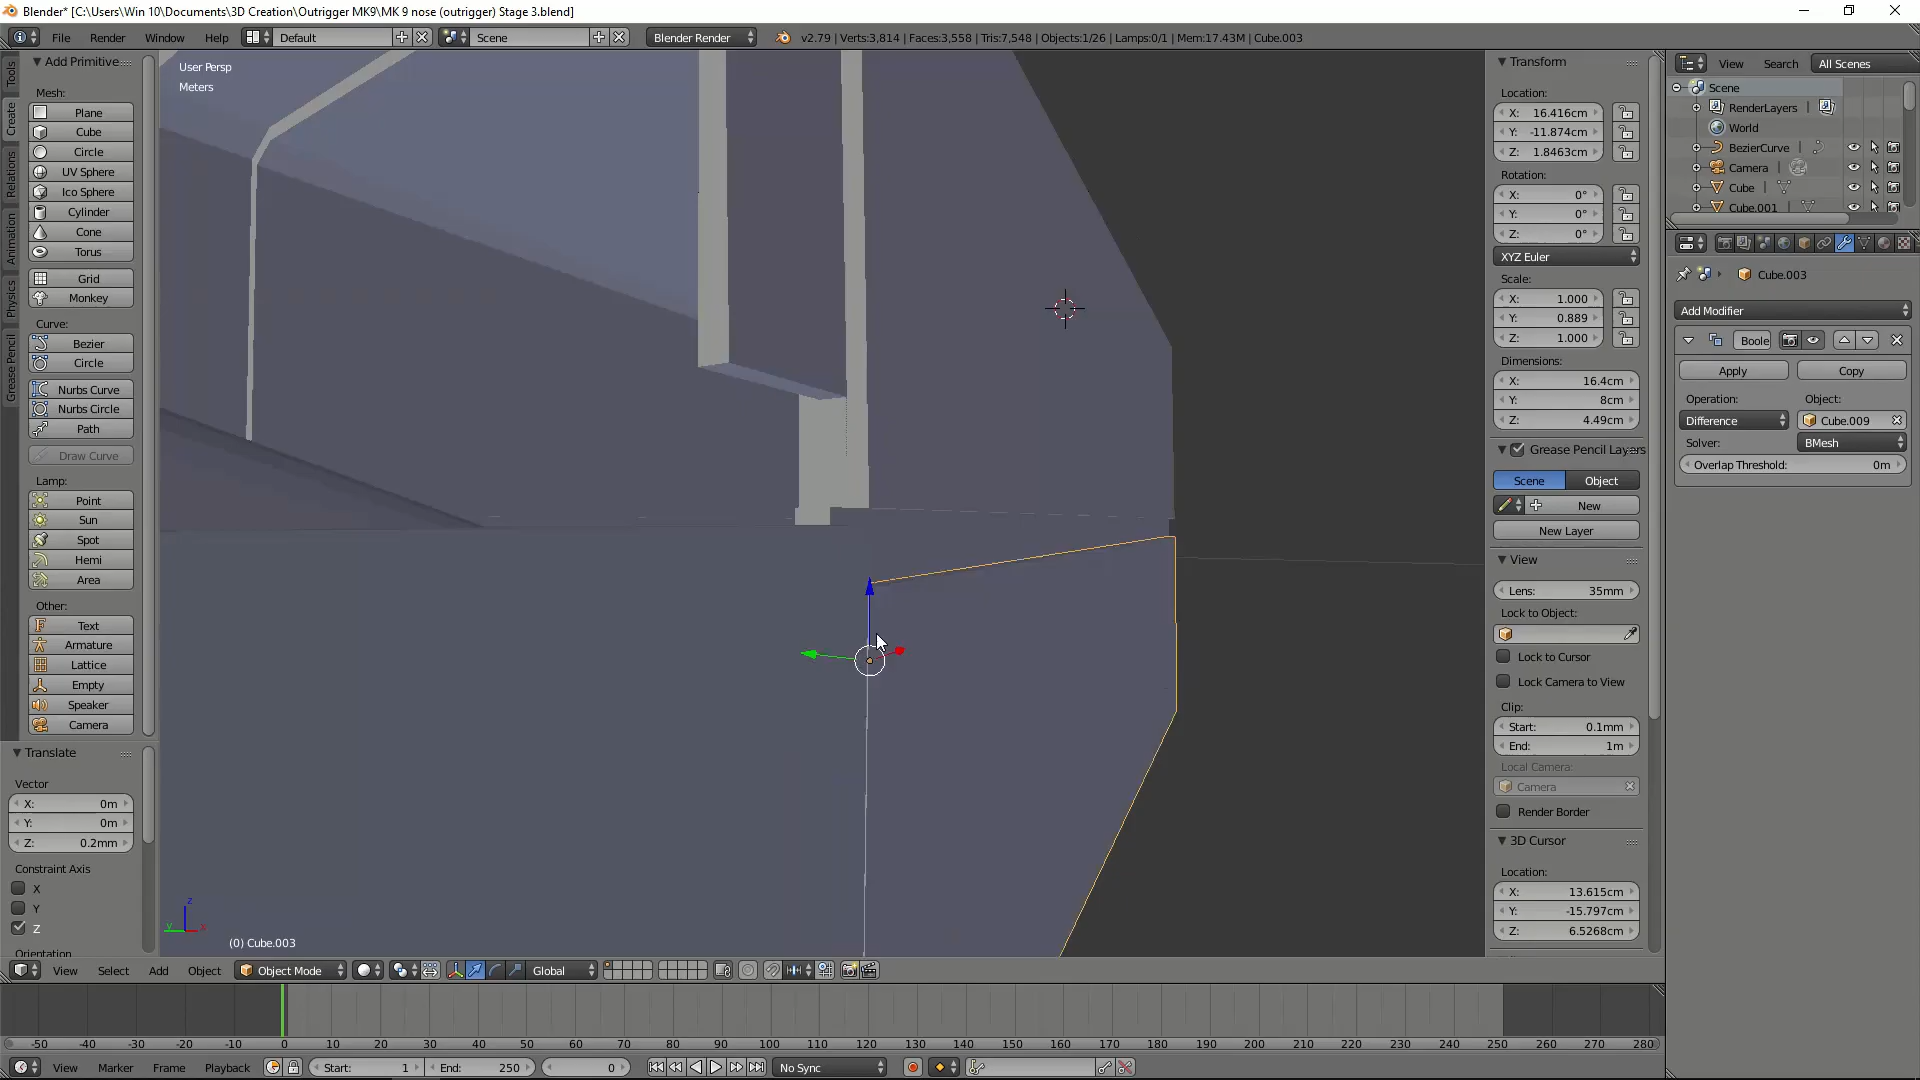 Blender* [C:\Users\Win 10\Documents\3D Creation\Outrigger MK9\MK 9 nose (outrigger) Stage 3.blend]
File Render Window Help Default Scene Blender Render v2.79 | Verts:3,814 | Faces:3,558 | Tris:7,548 | Objects:1/26 | Lamps:0/1 | Mem:17.43M | Cube.003
Tools
Create
Relations
Animation
Physics
Grease Pencil
Add Primitive
Mesh:
Plane
Cube
Circle
UV Sphere
Ico Sphere
Cylinder
Cone
Torus
Grid
Monkey
Curve:
Bezier
Circle
Nurbs Curve
Nurbs Circle
Path
Draw Curve
Lamp:
Point
Sun
Spot
Hemi
Area
Other:
Text
Armature
Lattice
Empty
Speaker
Camera
Translate
Vector
X: 0m
Y: 0m
Z: 0.2mm
Constraint Axis
X
Y
Z
Orientation
User Persp
Meters
z
y
x
(0) Cube.003
Transform
Location:
X: 16.416cm
Y: -11.874cm
Z: 1.8463cm
Rotation:
X: 0°
Y: 0°
Z: 0°
XYZ Euler
Scale:
X: 1.000
Y: 0.889
Z: 1.000
Dimensions:
X: 16.4cm
Y: 8cm
Z: 4.49cm
Grease Pencil Layers
Scene Object
New
New Layer
View
Lens: 35mm
Lock to Object:
Lock to Cursor
Lock Camera to View
Clip:
Start: 0.1mm
End: 1m
Local Camera:
Camera
Render Border
3D Cursor
Location:
X: 13.615cm
Y: -15.797cm
Z: 6.5268cm
View Search All Scenes
Scene
RenderLayers
World
BezierCurve
Camera
Cube
Cube.001
Cube.003
Add Modifier
Boole
Apply Copy
Operation: Object:
Difference Cube.009
Solver: BMesh
Overlap Threshold: 0m
View Select Add Object Object Mode Global
-50 -40 -30 -20 -10 0 10 20 30 40 50 60 70 80 90 100 110 120 130 140 150 160 170 180 190 200 210 220 230 240 250 260 270 280
View Marker Frame Playback Start: 1 End: 250 0 No Sync